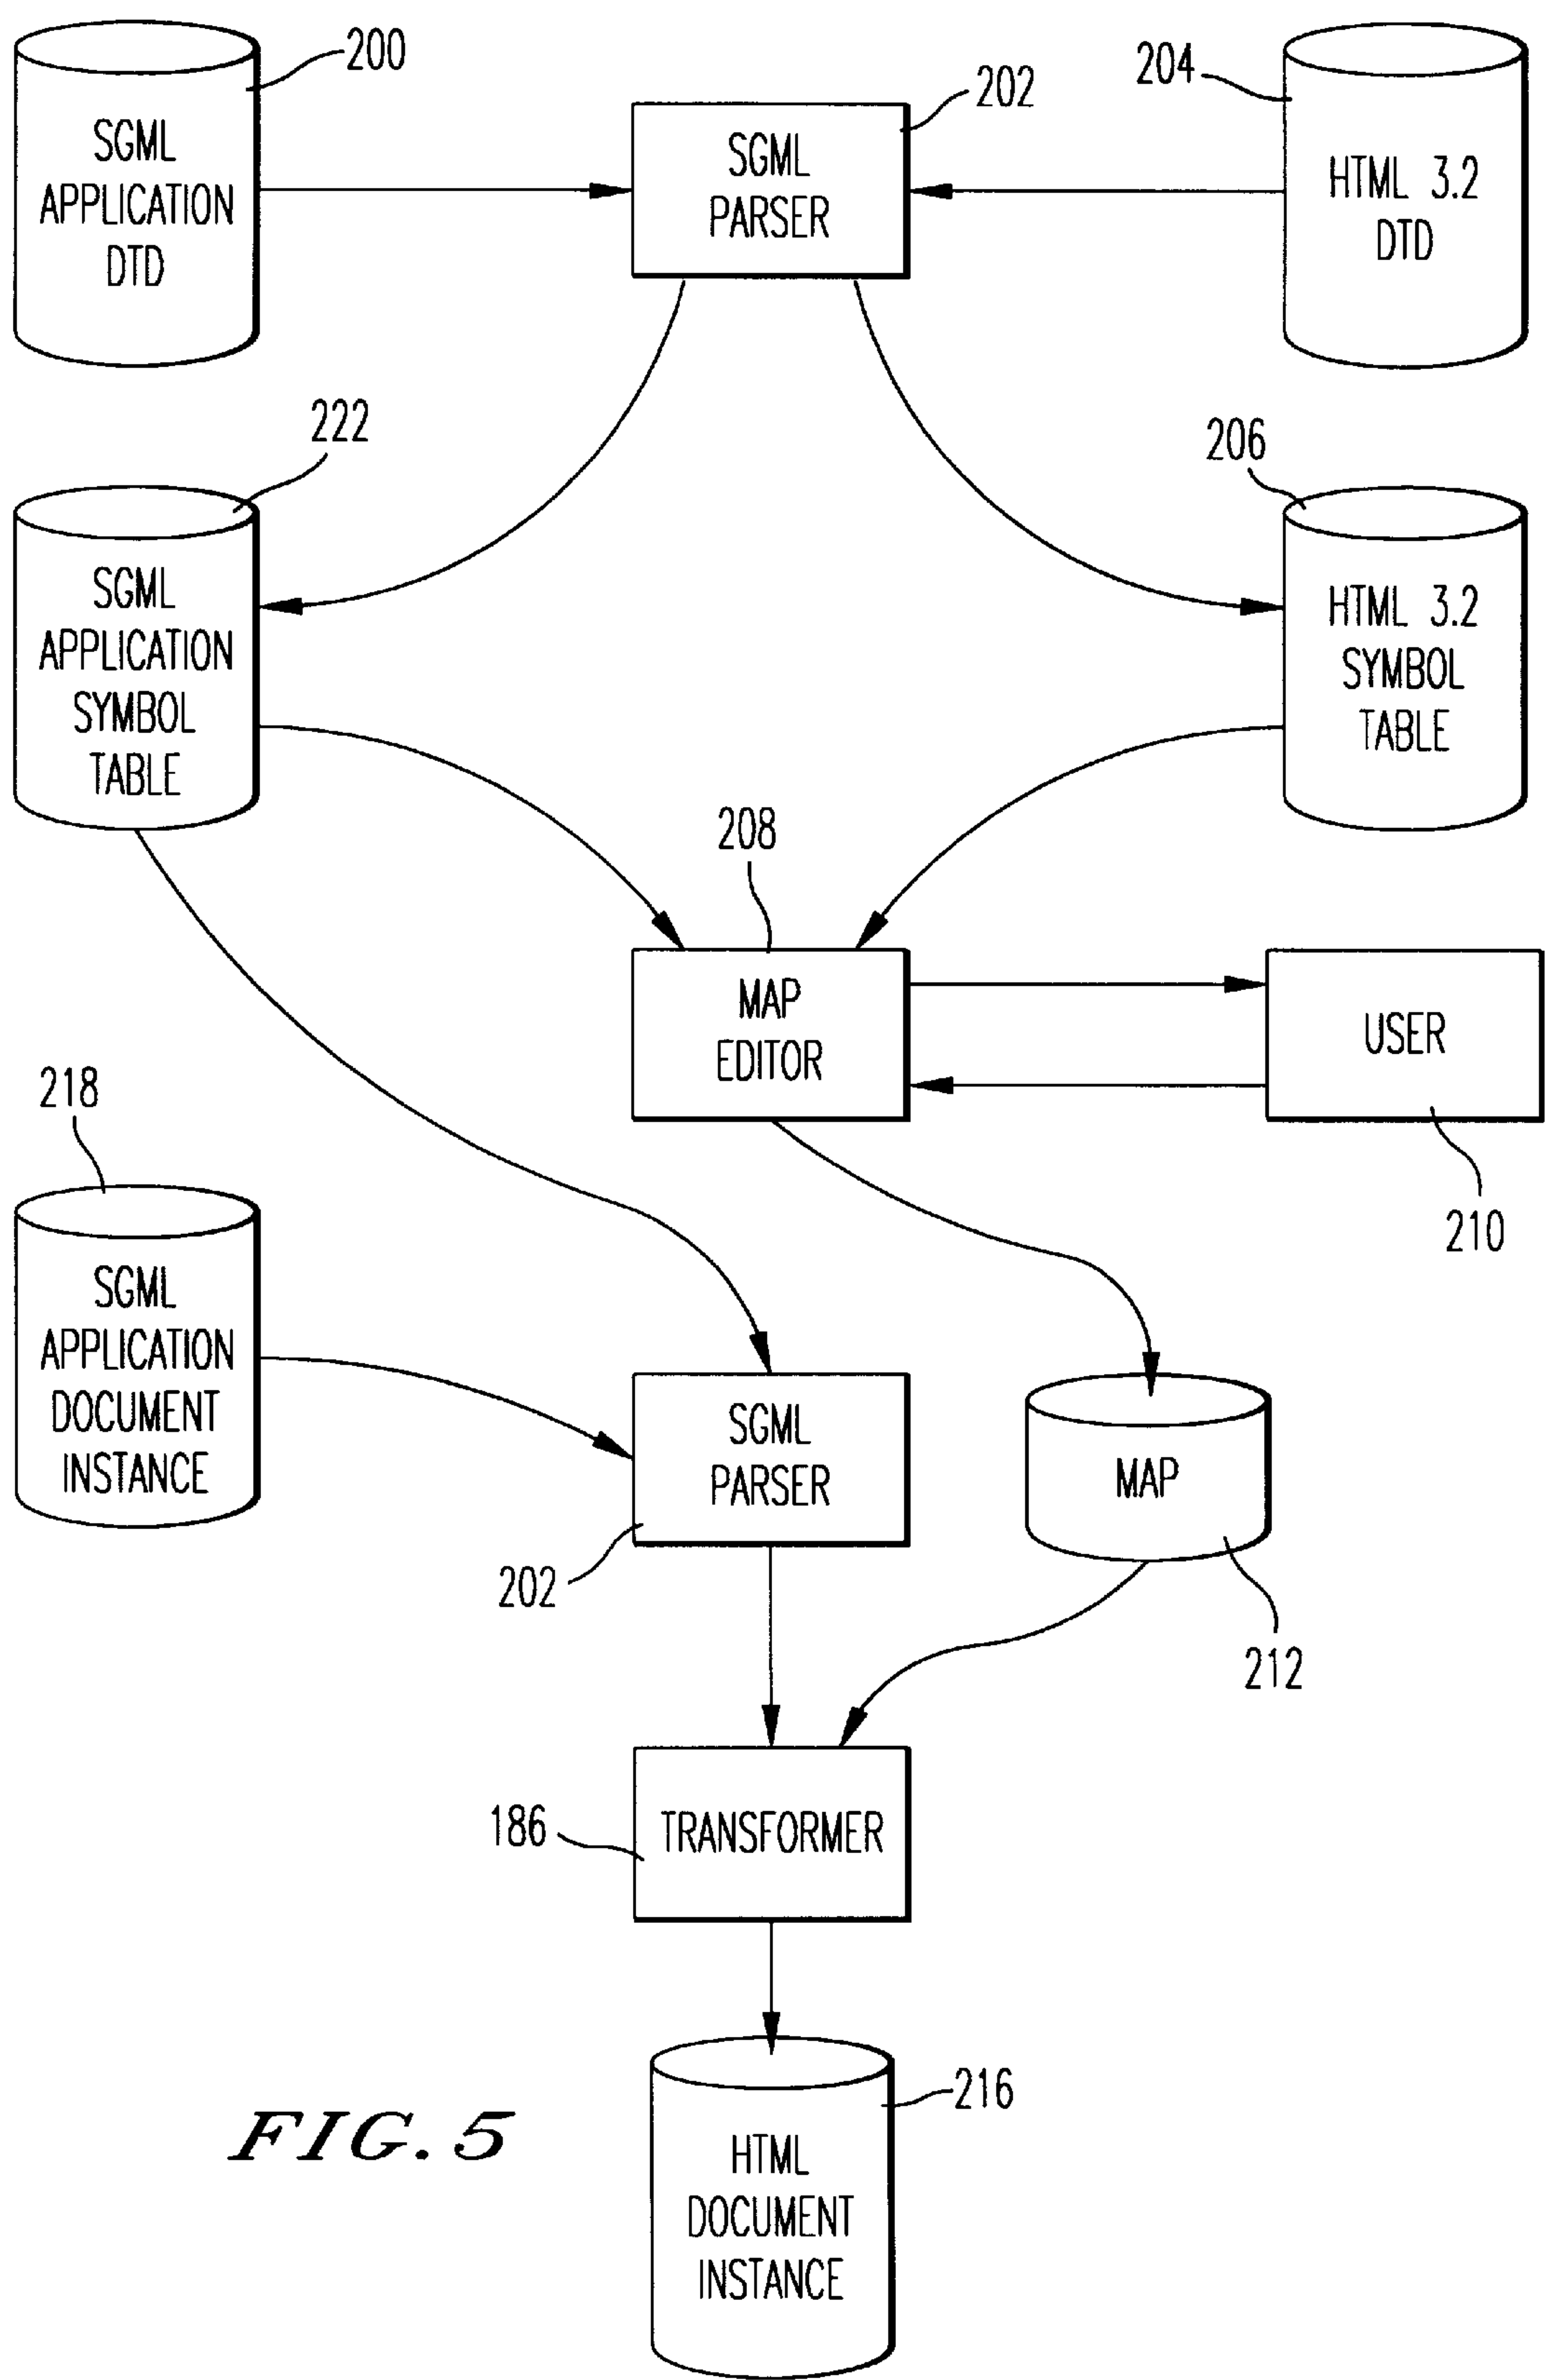 200
SGML
APPLICATION
DTD
202
SGML
PARSER
204
HTML 3.2
DTD
222
SGML
APPLICATION
SYMBOL
TABLE
206
HTML 3.2
SYMBOL
TABLE
208
MAP
EDITOR
USER
210
218
SGML
APPLICATION
DOCUMENT
INSTANCE
SGML
PARSER
202
MAP
212
186
TRANSFORMER
216
HTML
DOCUMENT
INSTANCE
FIG. 5